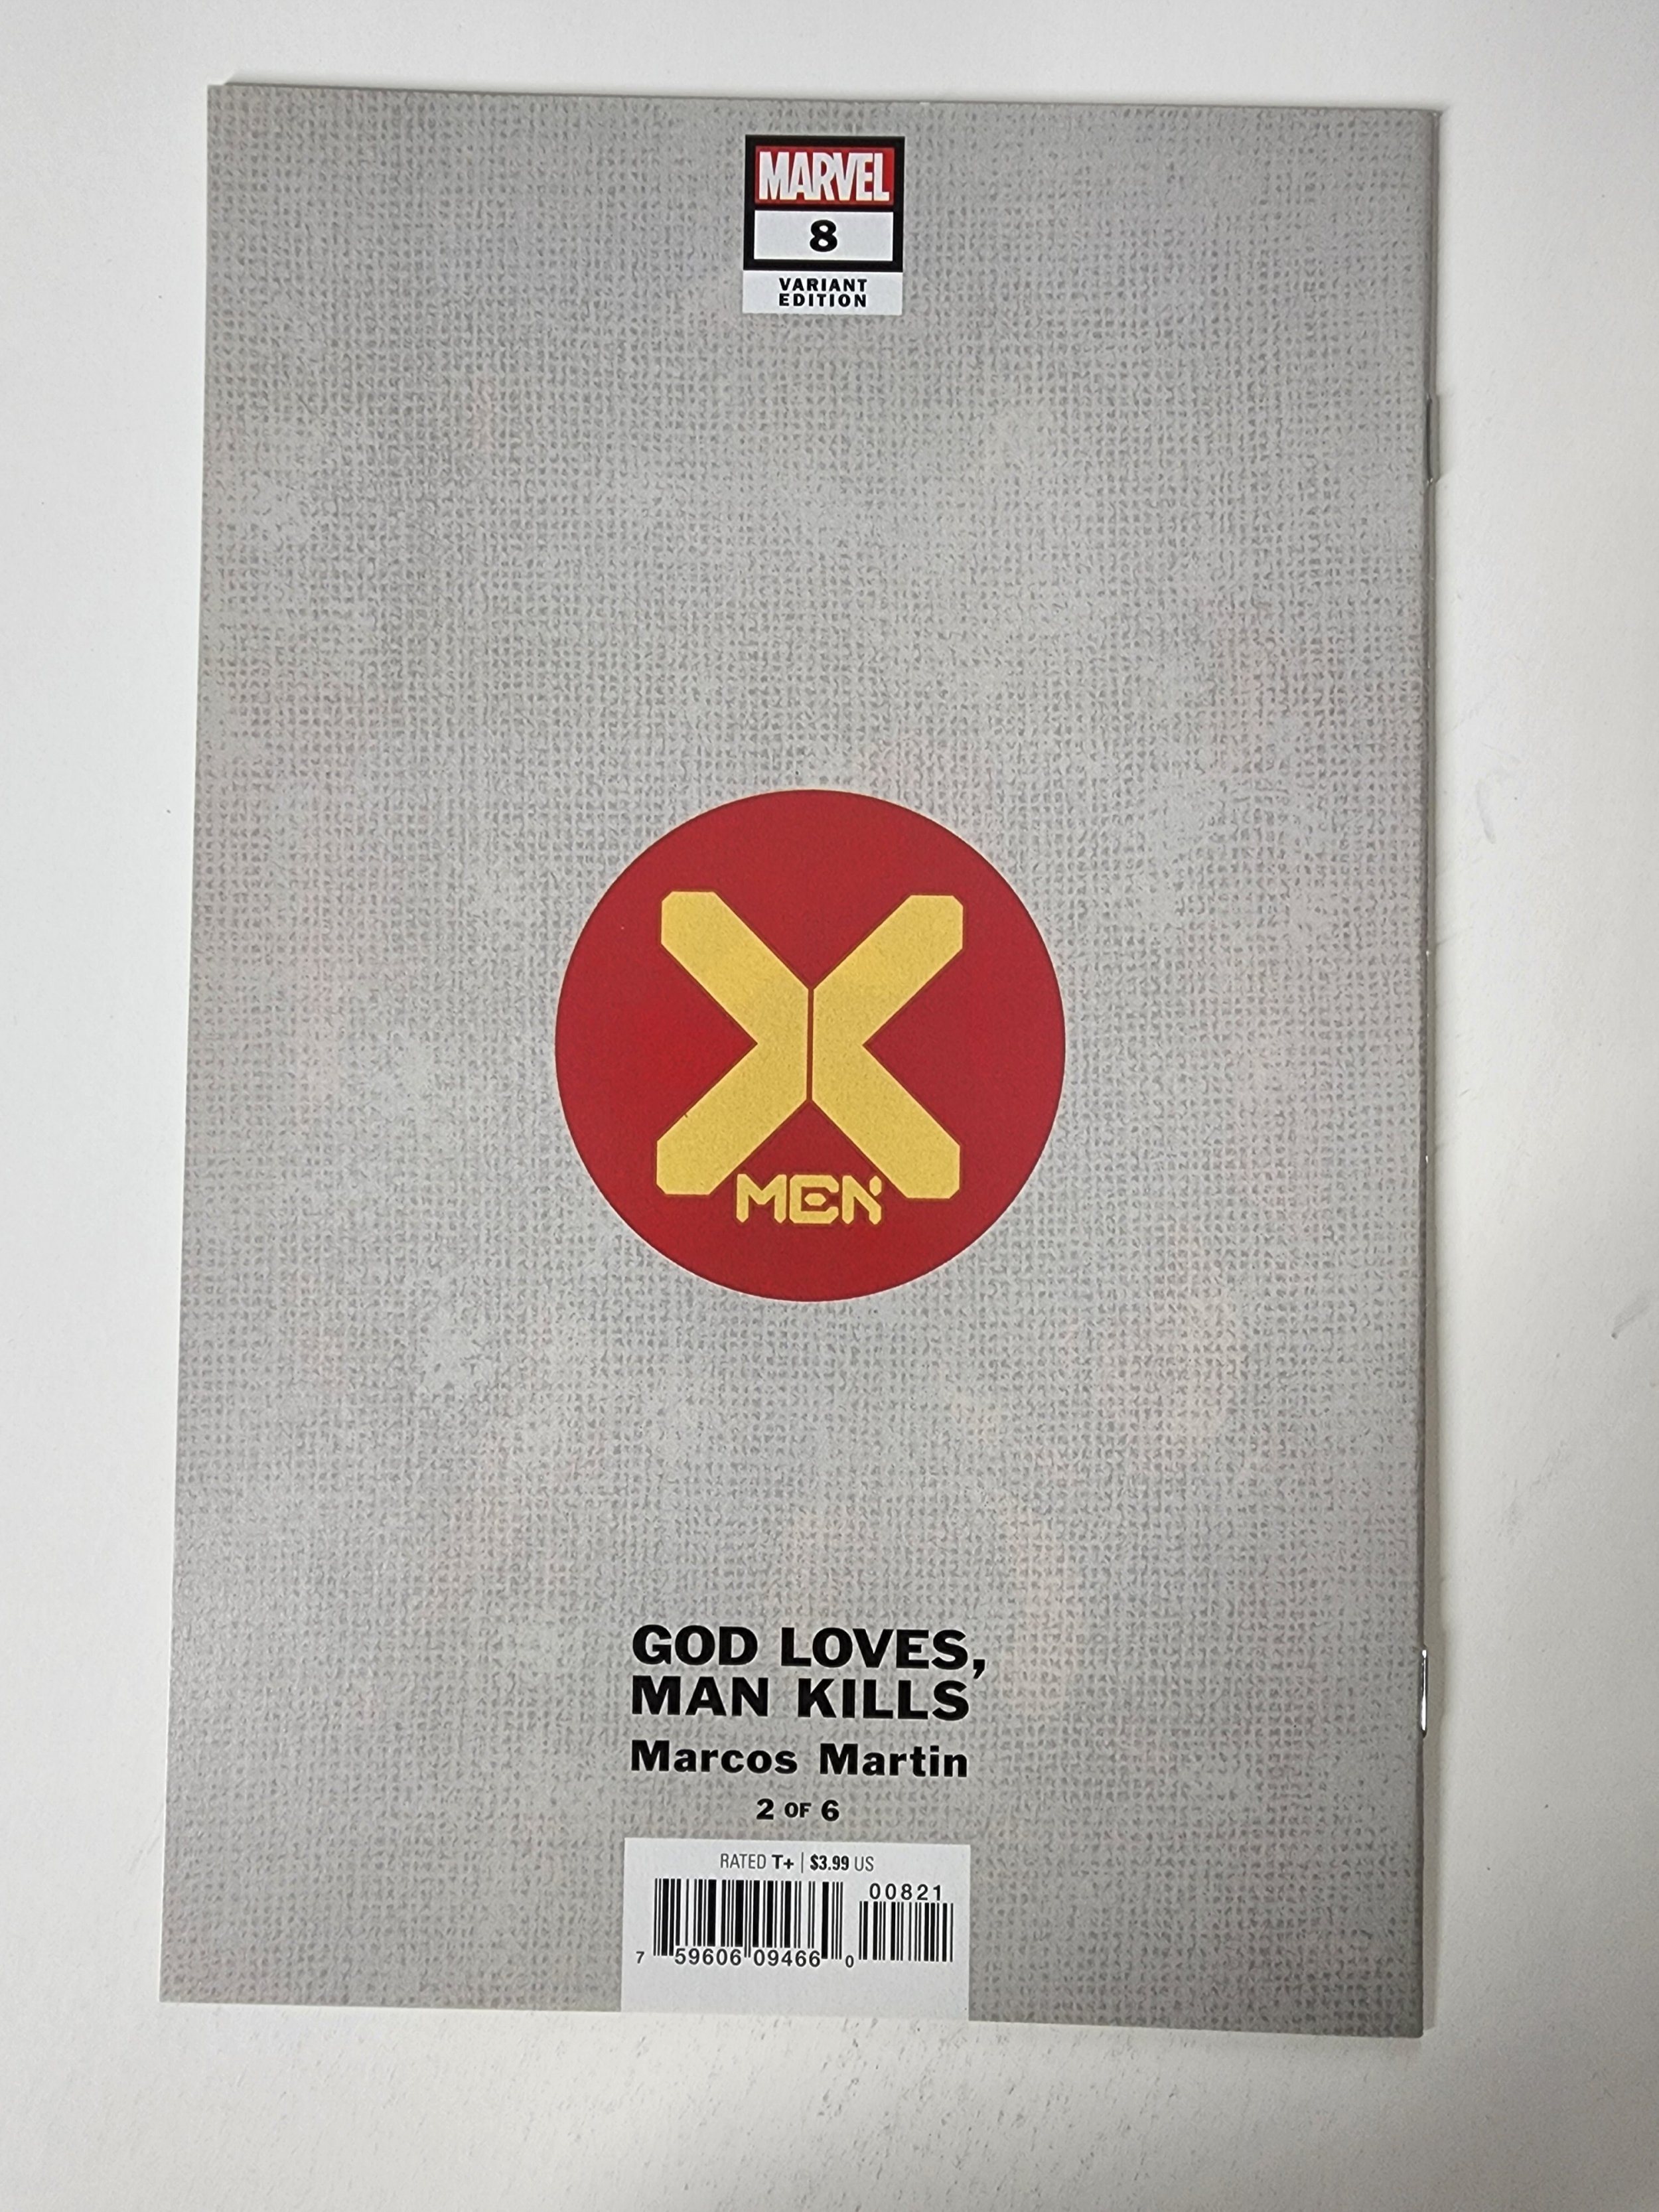 MARVEL
8
VARIANT
EDITION
X
MEN
GOD LOVES,
MAN KILLS
Marcos Martin
2 OF 6
RATED T+ | $3.99 US
00821
7 59606 09466 0